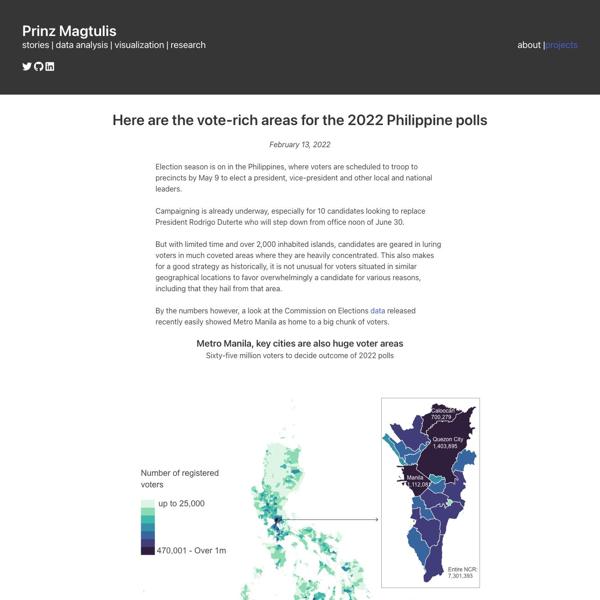 Prinz Magtulis
stories | data analysis | visualization | research
about |projects
Here are the vote-rich areas for the 2022 Philippine polls
February 13, 2022
Election season is on in the Philippines, where voters are scheduled to troop to
precincts by May 9 to elect a president, vice-president and other local and national
leaders.
Campaigning is already underway, especially for 10 candidates looking to replace
President Rodrigo Duterte who will step down from office noon of June 30.
But with limited time and over 2,000 inhabited islands, candidates are geared in luring
voters in much coveted areas where they are heavily concentrated. This also makes
for a good strategy as historically, it is not unusual for voters situated in similar
geographical locations to favor overwhelmingly a candidate for various reasons,
including that they hail from that area.
By the numbers however, a look at the Commission on Elections data released
recently easily showed Metro Manila as home to a big chunk of voters.
Metro Manila, key cities are also huge voter areas
Sixty-five million voters to decide outcome of 2022 polls
Number of registered
voters
up to 25,000
470,001 - Over 1m
Caloocan
700,279
Quezon City
1,403,895
Manila
Entire NCR:
7,301,393